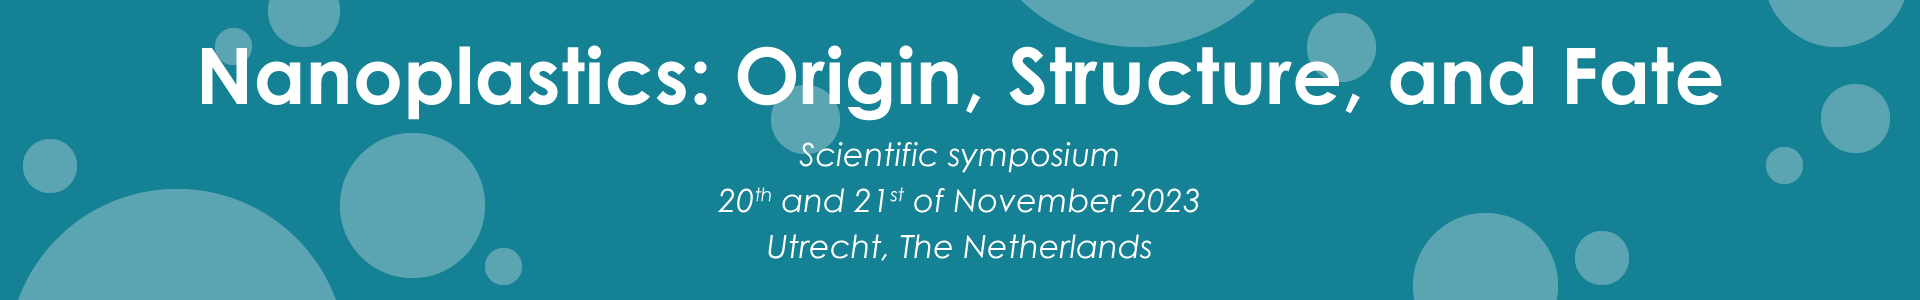 Nanoplastics: Origin, Structure, and Fate
Scientific symposium
20th and 21st of November 2023
Utrecht, The Netherlands